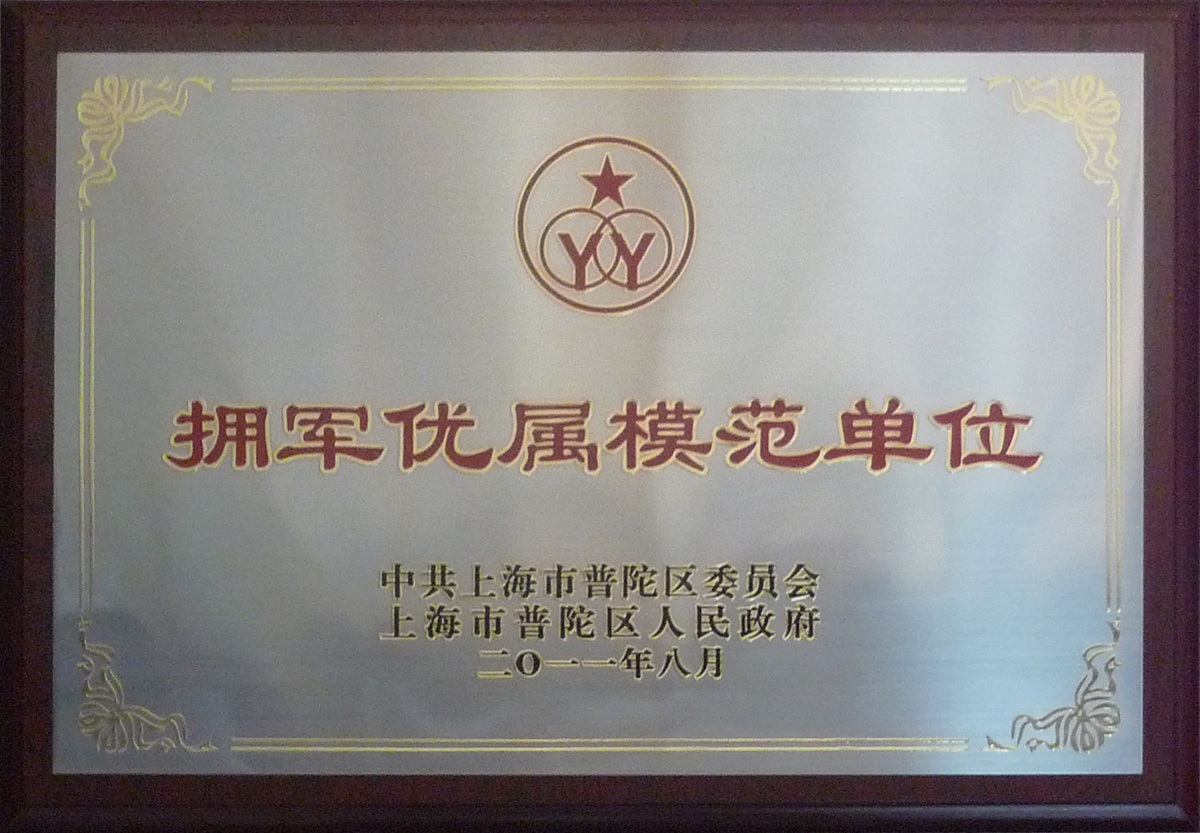 YY
拥军优属模范单位
中共上海市普陀区委员会
上海市普陀区人民政府
二〇一一年八月